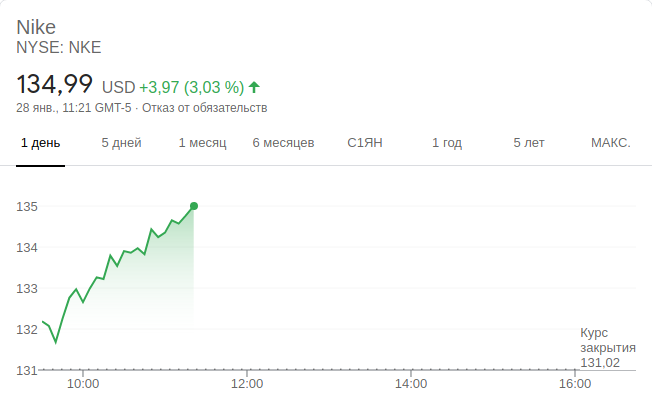 Nike
NYSE: NKE
134,99 USD +3,97 (3,03 %)
28 янв., 11:21 GMT-5 · Отказ от обязательств
1 день 5 дней 1 месяц 6 месяцев С1ЯН 1 год 5 лет МАКС.
135
134
133
132
131
Курс
закрытия
131,02
10:00 12:00 14:00 16:00